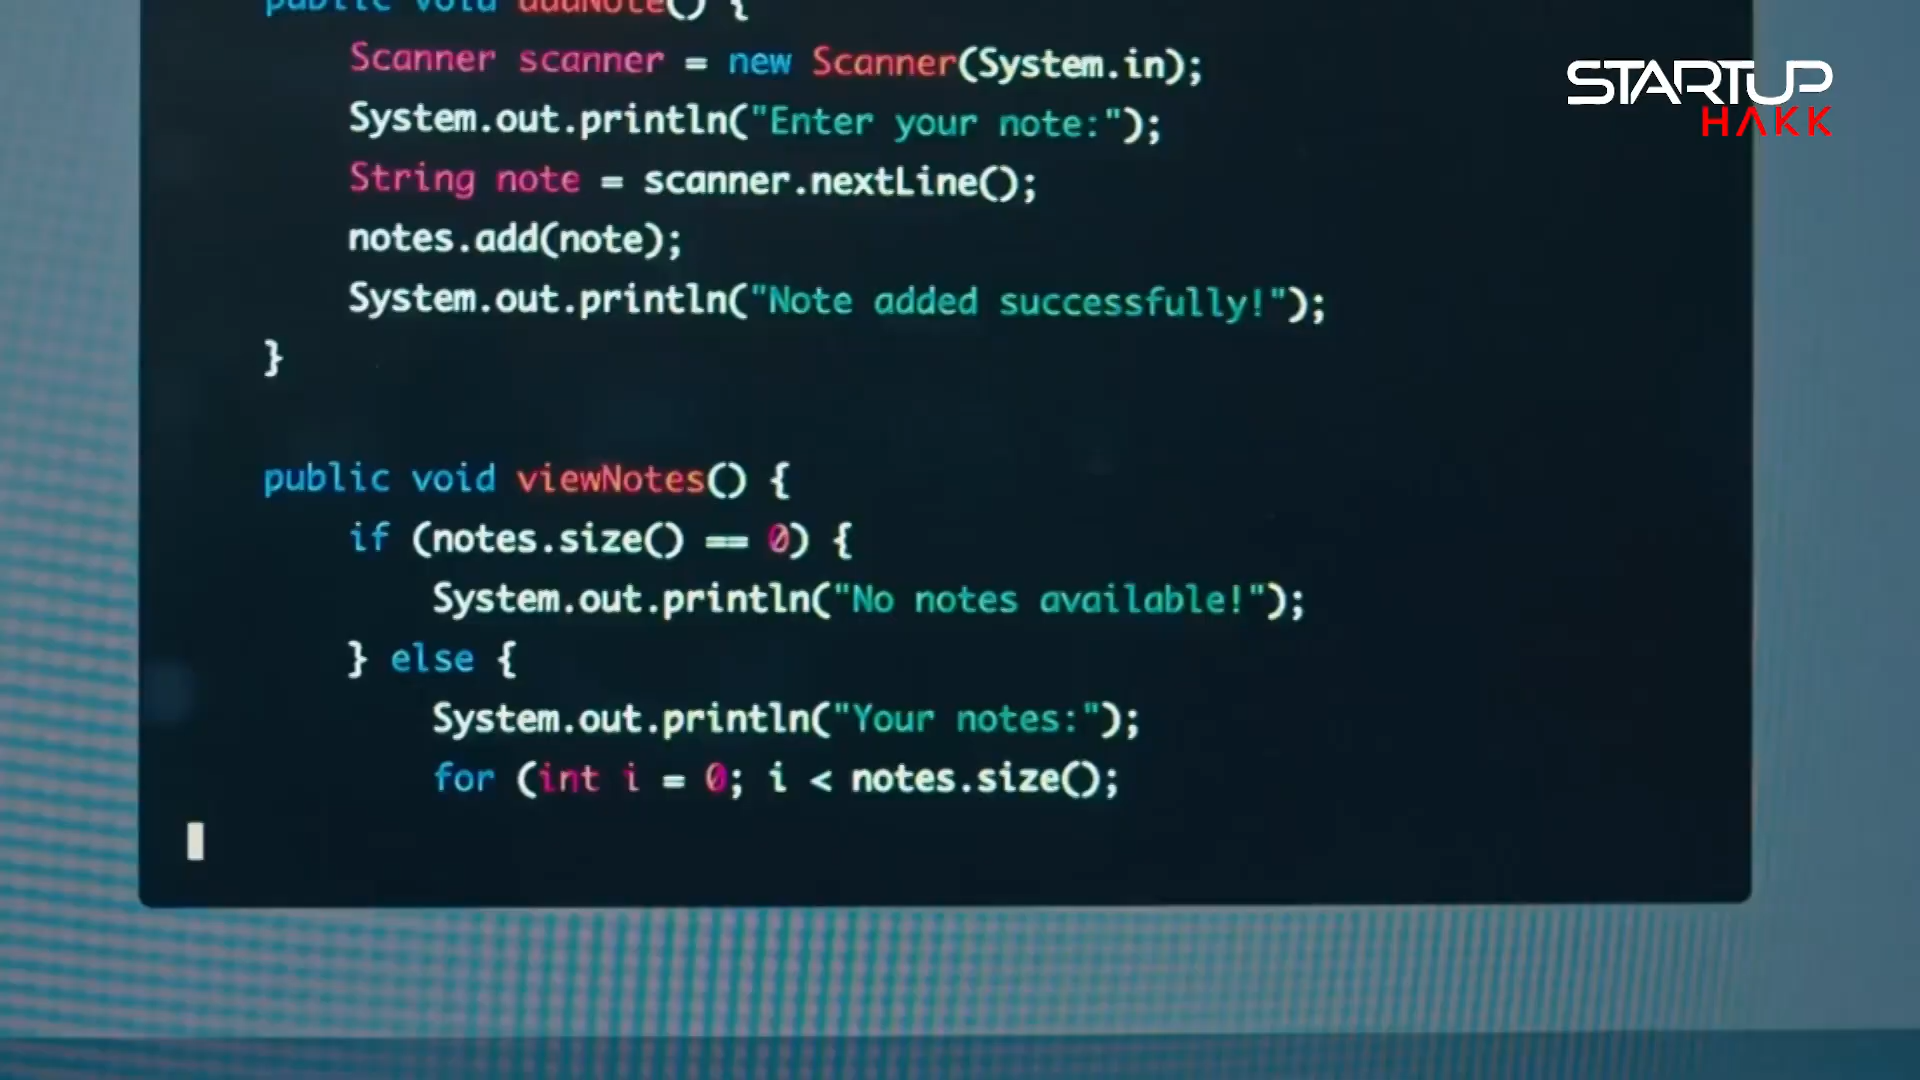 public void addNote() {
Scanner scanner = new Scanner(System.in);
System.out.println("Enter your note:");
String note = scanner.nextLine();
notes.add(note);
System.out.println("Note added successfully!");
}
public void viewNotes() {
if (notes.size() == 0) {
System.out.println("No notes available!");
} else {
System.out.println("Your notes:");
for (int i = 0; i < notes.size();
STARTUP
HAKK